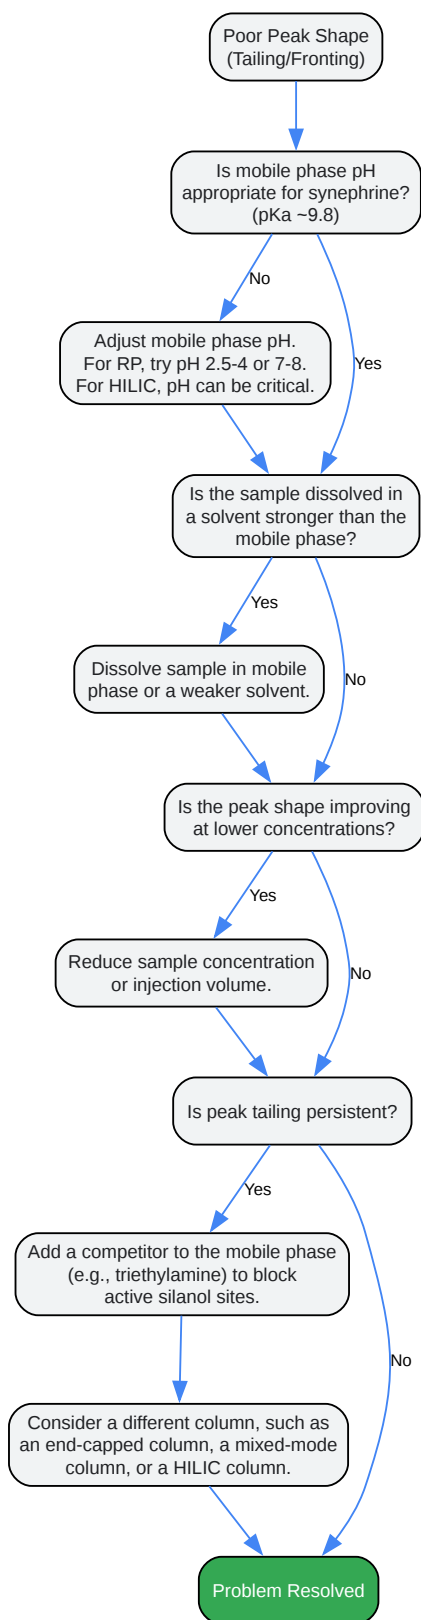 Poor Peak Shape
(Tailing/Fronting)
Is mobile phase pH
appropriate for synephrine?
(pKa ~9.8)
No
Adjust mobile phase pH.
For RP, try pH 2.5-4 or 7-8.
For HILIC, pH can be critical.
Yes
Is the sample dissolved in
a solvent stronger than the
mobile phase?
Yes
Dissolve sample in mobile
phase or a weaker solvent.
No
Is the peak shape improving
at lower concentrations?
Yes
Reduce sample concentration
or injection volume.
No
Is peak tailing persistent?
Yes
Add a competitor to the mobile phase
(e.g., triethylamine) to block
active silanol sites.
No
Consider a different column, such as
an end-capped column, a mixed-mode
column, or a HILIC column.
Problem Resolved